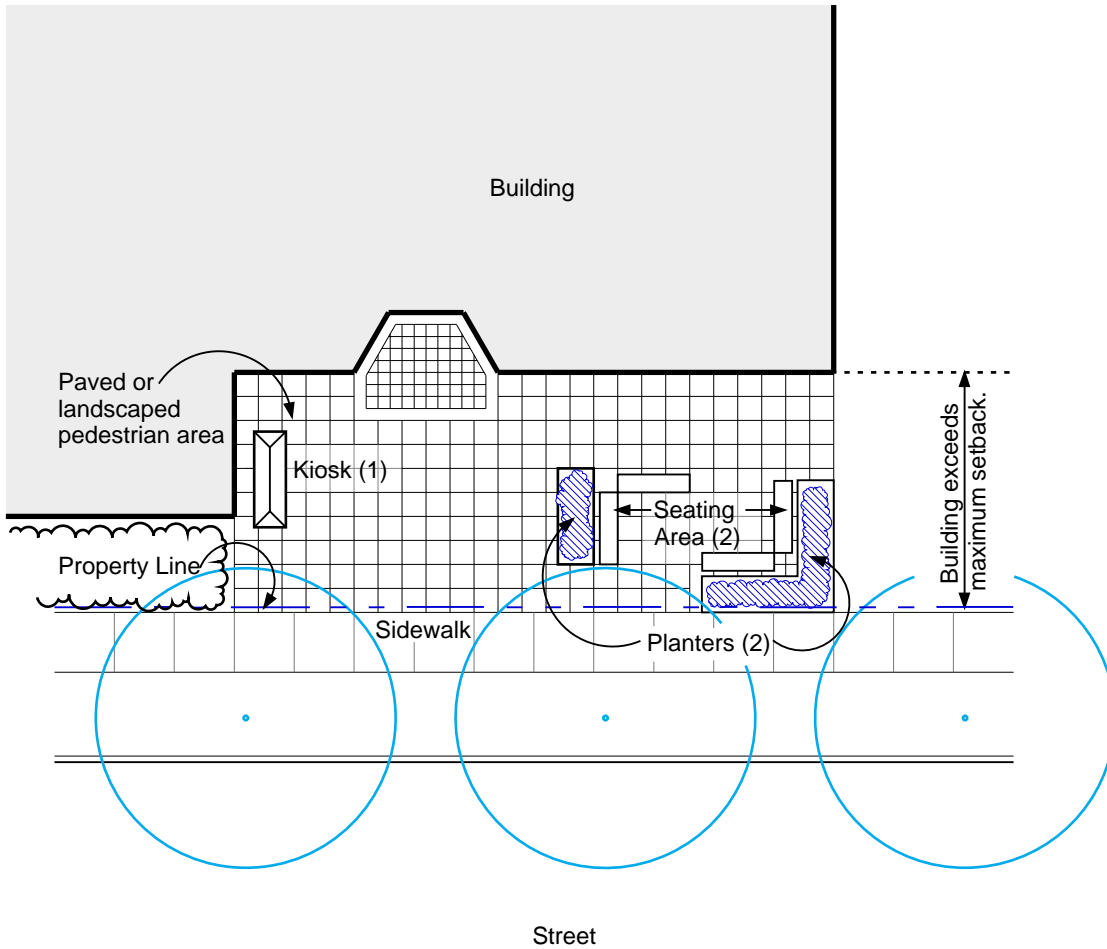 Building
Paved or
landscaped
pedestrian area
Kiosk (1)
Seating
Area (2)
Building exceeds
maximum setback.
Property Line
Sidewalk
Planters (2)
Street